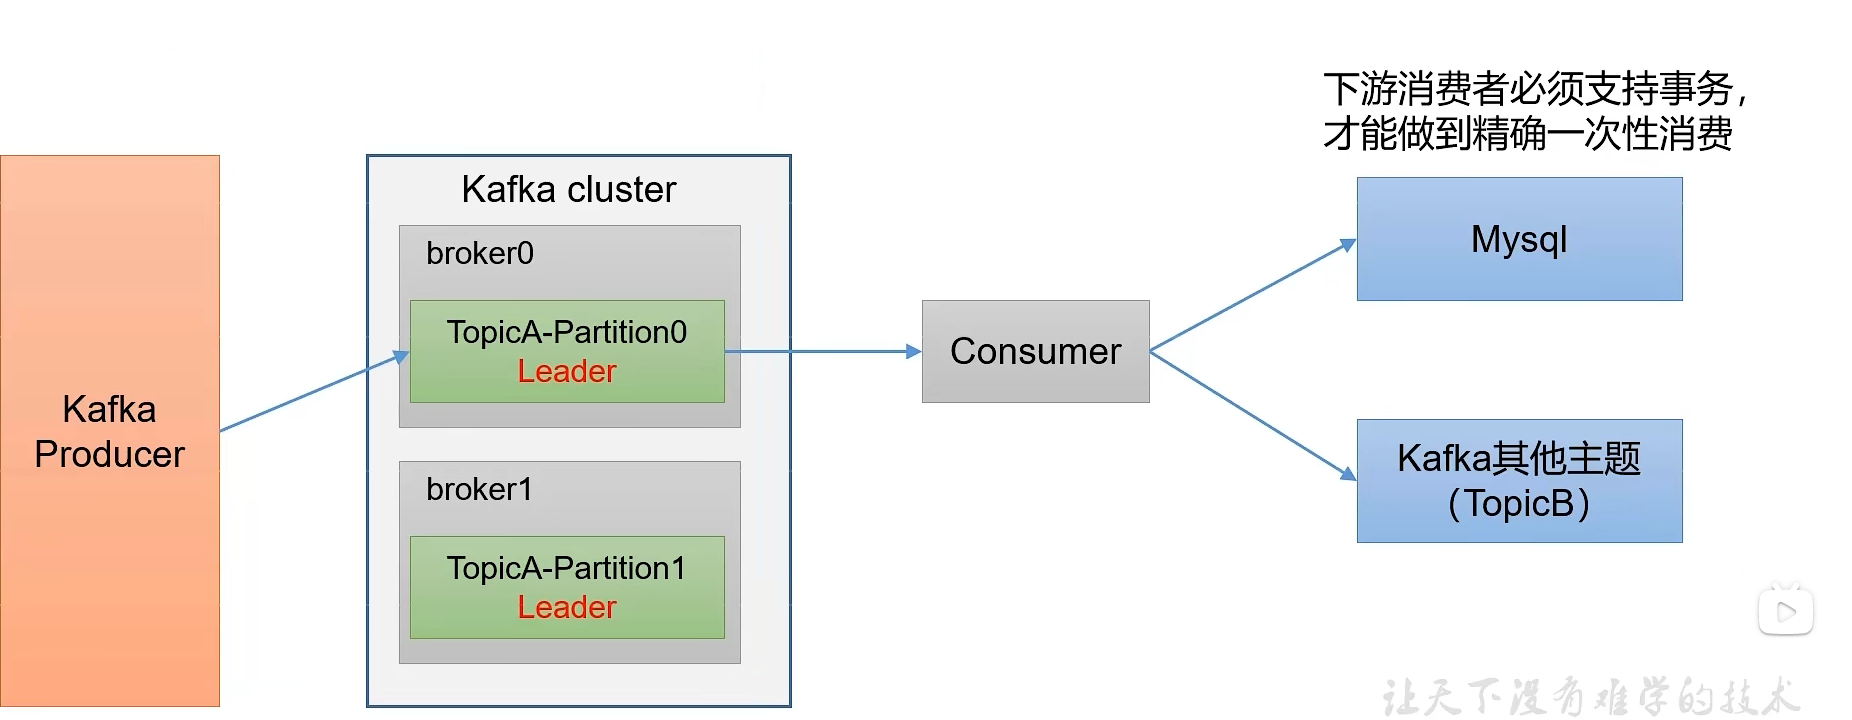 下游消费者必须支持事务，
才能做到精确一次性消费
Kafka cluster
broker0
TopicA-Partition0
Leader
broker1
TopicA-Partition1
Leader
Kafka
Producer
Consumer
Mysql
Kafka其他主题
（TopicB）
让天下没有难学的技术